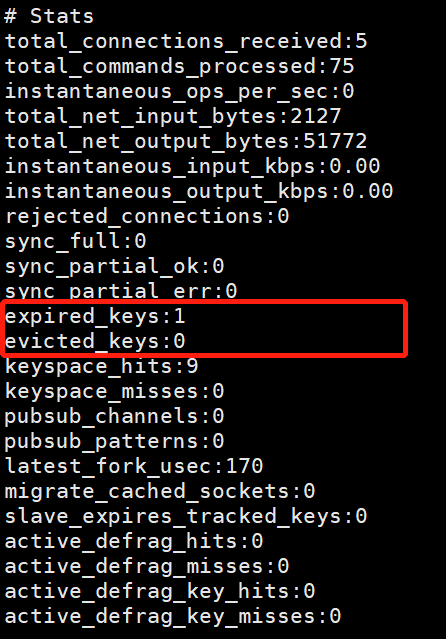 # Stats
total_connections_received:5
total_commands_processed:75
instantaneous_ops_per_sec:0
total_net_input_bytes:2127
total_net_output_bytes:51772
instantaneous_input_kbps:0.00
instantaneous_output_kbps:0.00
rejected_connections:0
sync_full:0
sync_partial_ok:0
sync_partial_err:0
expired_keys:1
evicted_keys:0
keyspace_hits:9
keyspace_misses:0
pubsub_channels:0
pubsub_patterns:0
latest_fork_usec:170
migrate_cached_sockets:0
slave_expires_tracked_keys:0
active_defrag_hits:0
active_defrag_misses:0
active_defrag_key_hits:0
active_defrag_key_misses:0